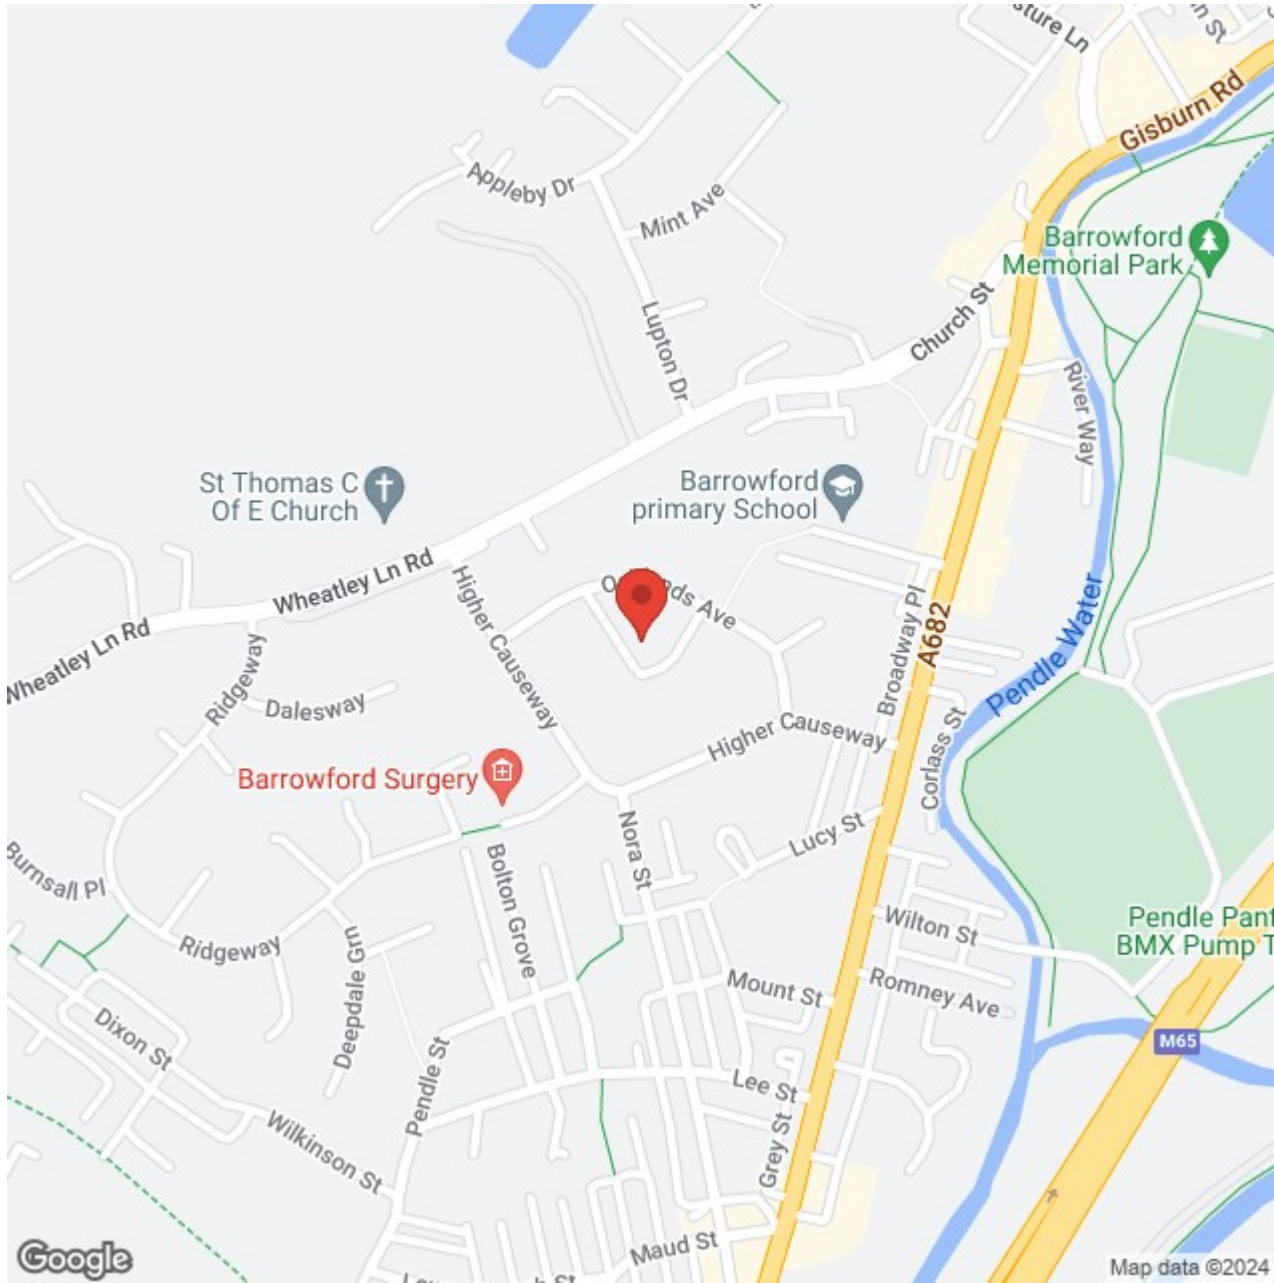 Gisburn Rd
Appleby Dr
Mint Ave
Barrowford
Memorial Park
Church St
Lupton Dr
River Way
St Thomas C
Of E Church
Barrowford
primary School
Wheatley Ln Rd
Higher Causeway
Wheatley Ln Rd
Ridgeway
Dalesway
Broadway Pl
A682
Pendle Water
Higher Causeway
Corlass St
Barrowford Surgery
Nora St
Lucy St
Bolton Grove
Burnsall Pl
Ridgeway
Deepdale Grn
Wilton St
Pendle Pant
BMX Pump T
Romney Ave
Mount St
Dixon St
M65
Pendle St
Lee St
Grey St
Wilkinson St
Maud St
Google
Map data ©2024